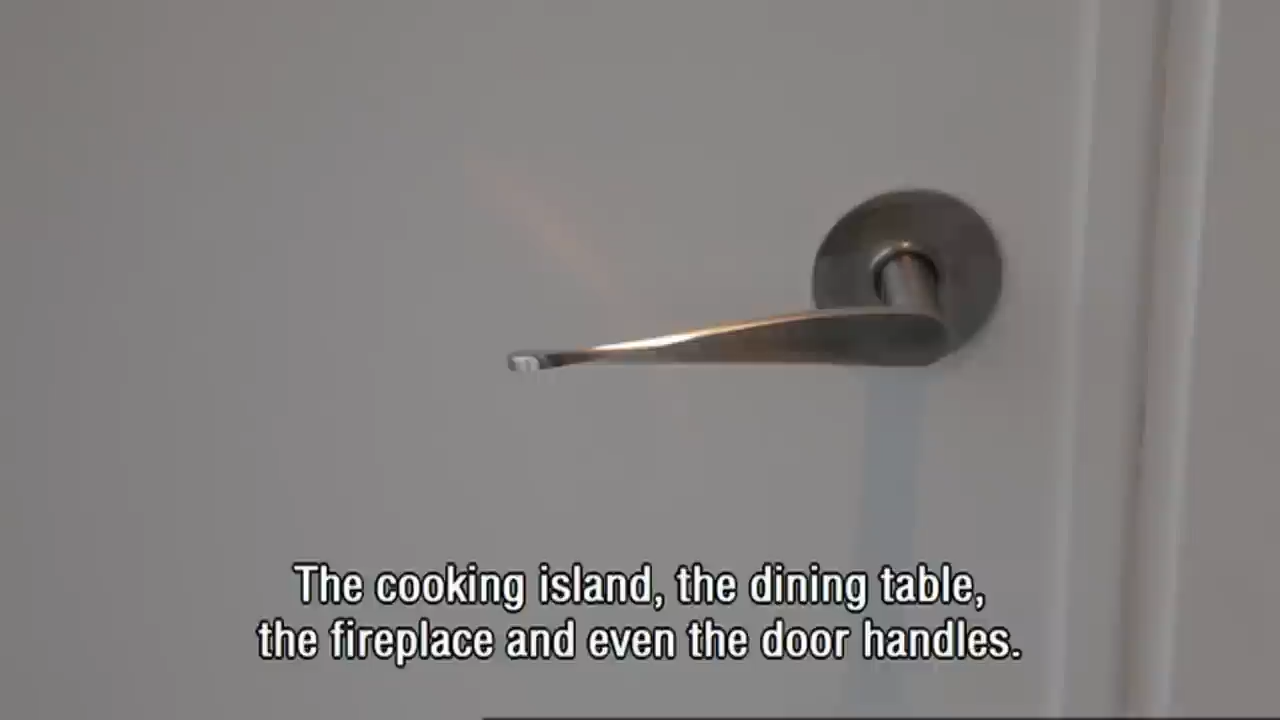 The cooking island, the dining table,
the fireplace and even the door handles.